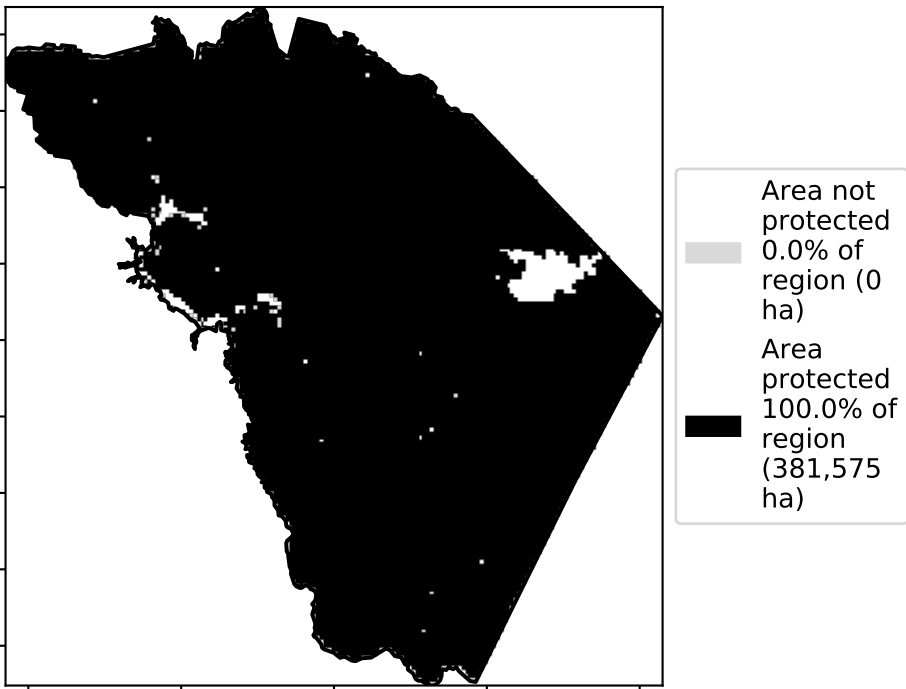 Area not
protected
0.0% of
region (0
ha)
Area
protected
100.0% of
region
(381,575
ha)